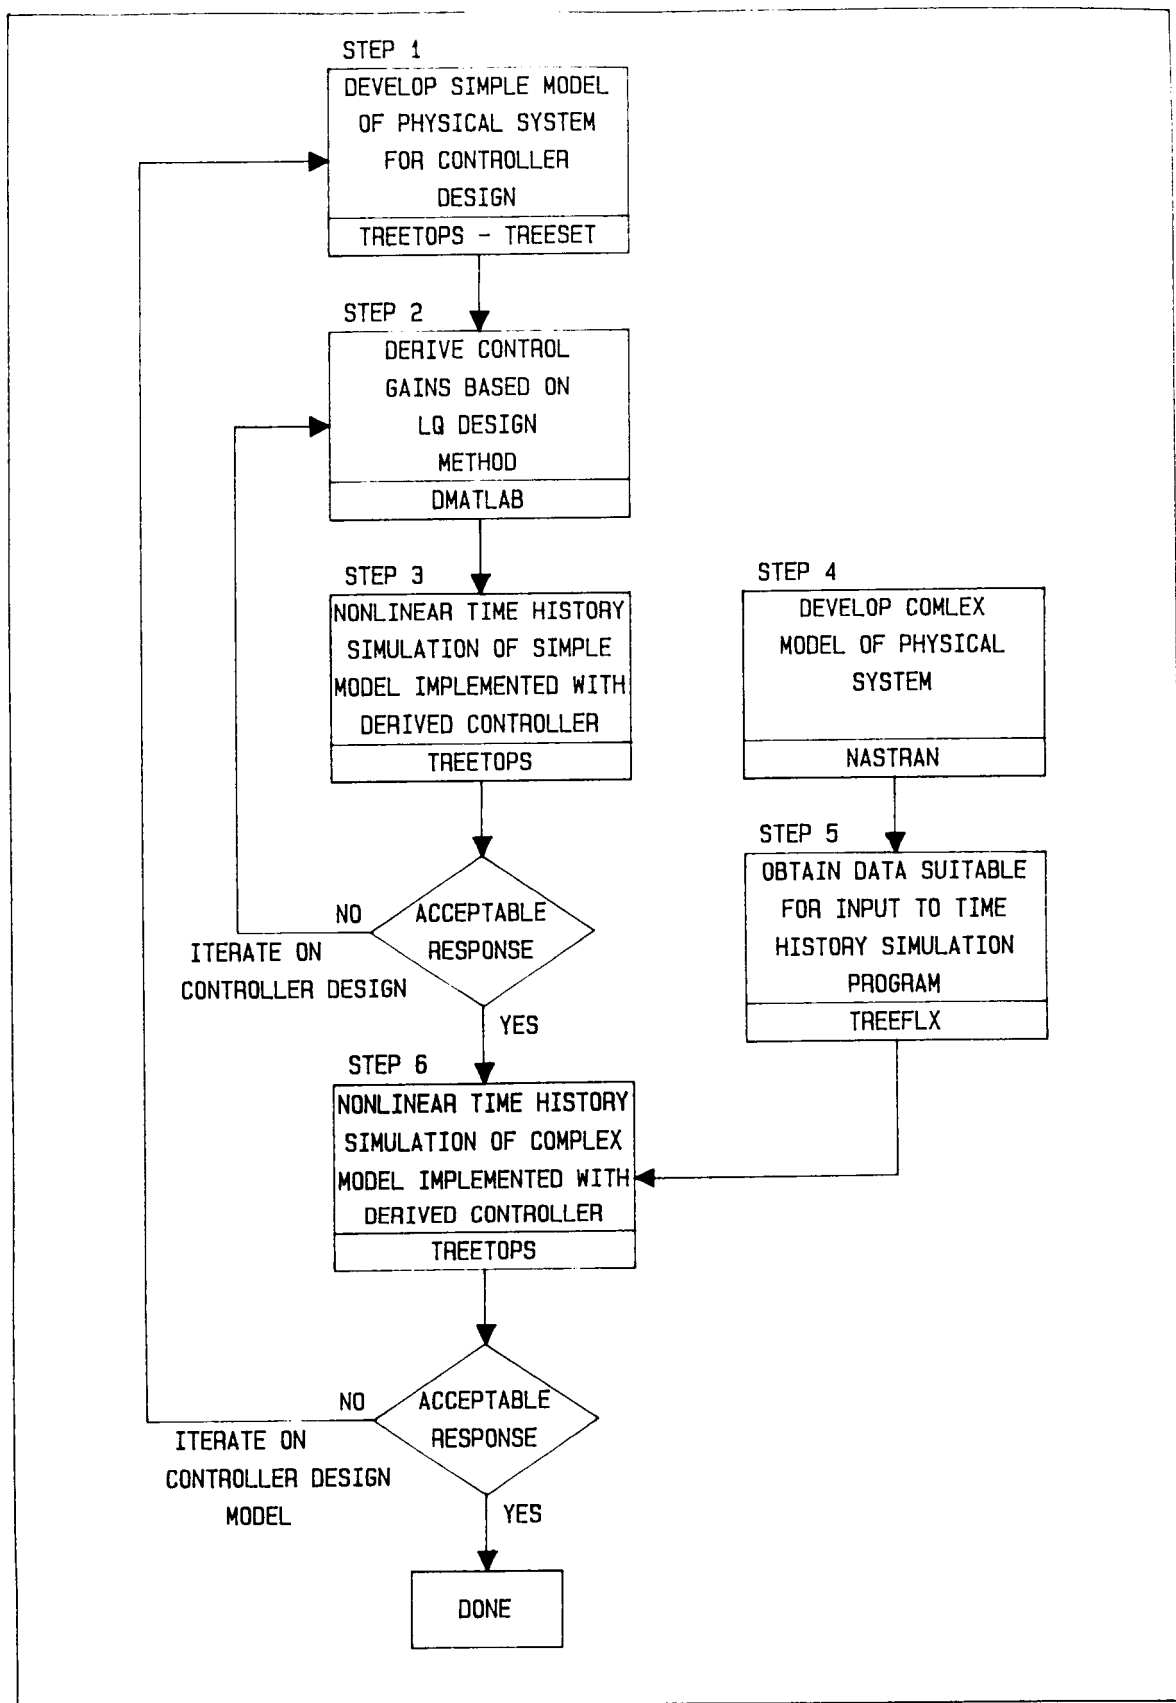 STEP 1
DEVELOP SIMPLE MODEL
OF PHYSICAL SYSTEM
FOR CONTROLLER
DESIGN
TREETOPS - TREESET
STEP 2
DERIVE CONTROL
GAINS BASED ON
LQ DESIGN
METHOD
DMATLAB
STEP 3
NONLINEAR TIME HISTORY
SIMULATION OF SIMPLE
MODEL IMPLEMENTED WITH
DERIVED CONTROLLER
TREETOPS
STEP 4
DEVELOP COMLEX
MODEL OF PHYSICAL
SYSTEM
NASTRAN
STEP 5
OBTAIN DATA SUITABLE
FOR INPUT TO TIME
HISTORY SIMULATION
PROGRAM
TREEFLX
ACCEPTABLE
RESPONSE
NO
ITERATE ON
CONTROLLER DESIGN
YES
STEP 6
NONLINEAR TIME HISTORY
SIMULATION OF COMPLEX
MODEL IMPLEMENTED WITH
DERIVED CONTROLLER
TREETOPS
ACCEPTABLE
RESPONSE
NO
ITERATE ON
CONTROLLER DESIGN
MODEL
YES
DONE